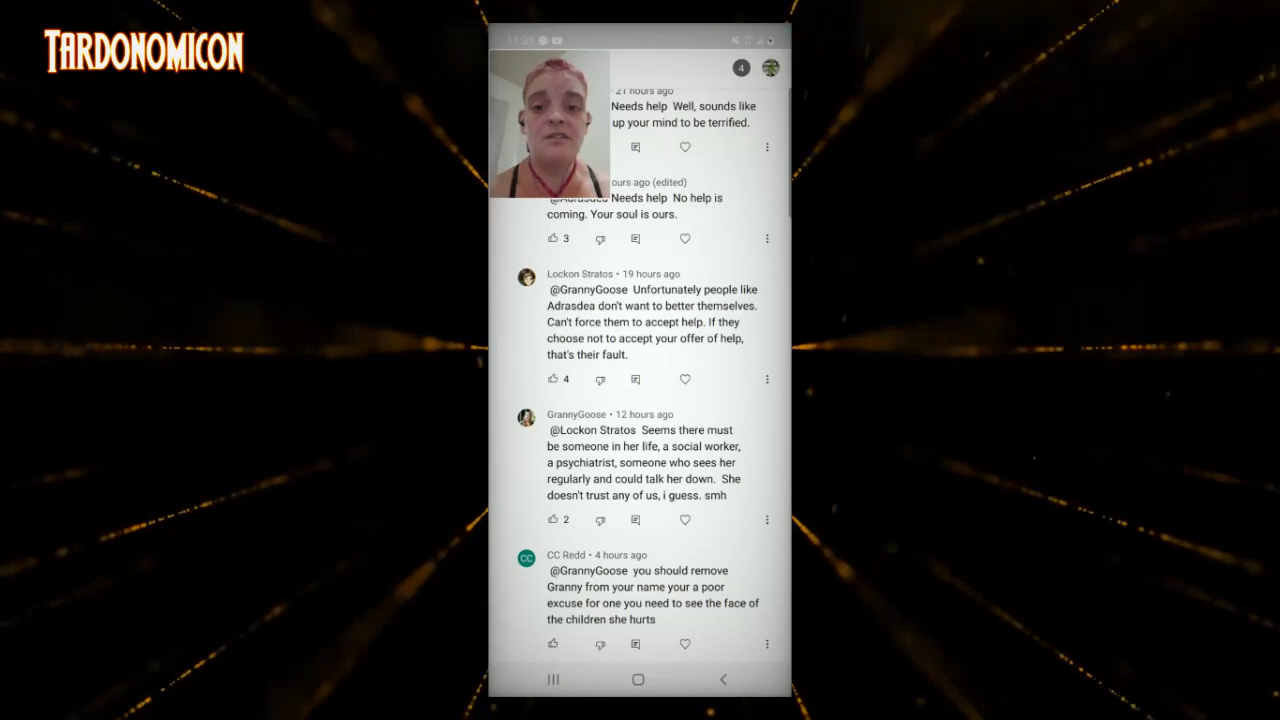 TARDONOMICON
11:33
4
21 hours ago
Needs help Well, sounds like
up your mind to be terrified.
ours ago (edited)
@Adrasdea Needs help No help is
coming. Your soul is ours.
3
Lockon Stratos • 19 hours ago
@GrannyGoose Unfortunately people like
Adrasdea don't want to better themselves.
Can't force them to accept help. If they
choose not to accept your offer of help,
that's their fault.
4
GrannyGoose • 12 hours ago
@Lockon Stratos Seems there must
be someone in her life, a social worker,
a psychiatrist, someone who sees her
regularly and could talk her down. She
doesn't trust any of us, i guess. smh
2
CC
CC Redd • 4 hours ago
@GrannyGoose you should remove
Granny from your name your a poor
excuse for one you need to see the face of
the children she hurts